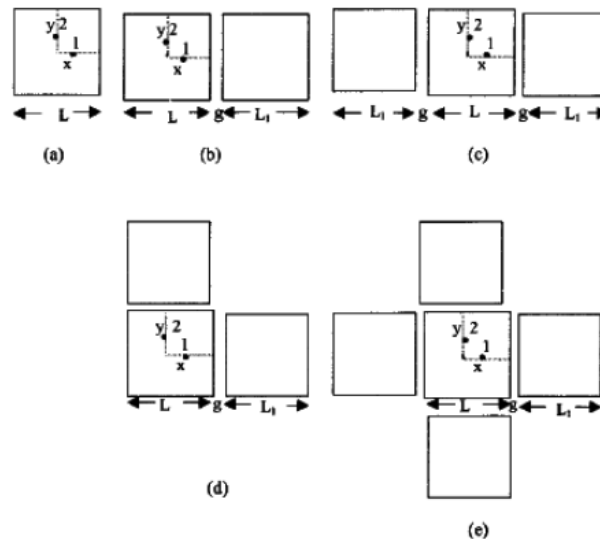 y 2
1
x
L
(a)
y 2
1
x
L g L₁
(b)
y 2
1
x
L₁ g L g L₁
(c)
y 2
1
x
L g L₁
(d)
y 2
1
x
L g L₁
(e)